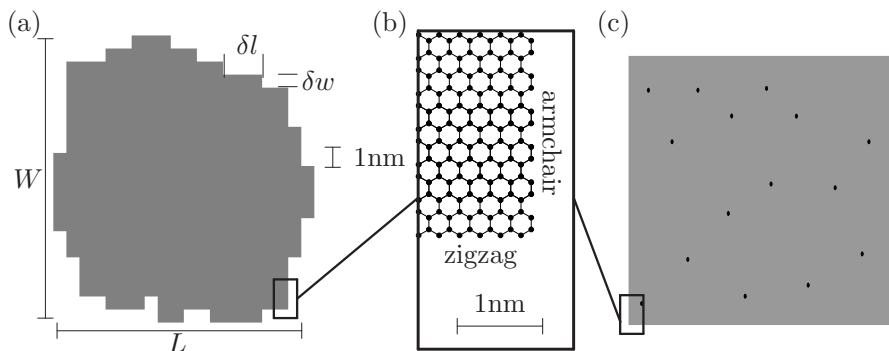 (a)
δl
δw
1nm
W
L
(b)
armchair
zigzag
1nm
(c)